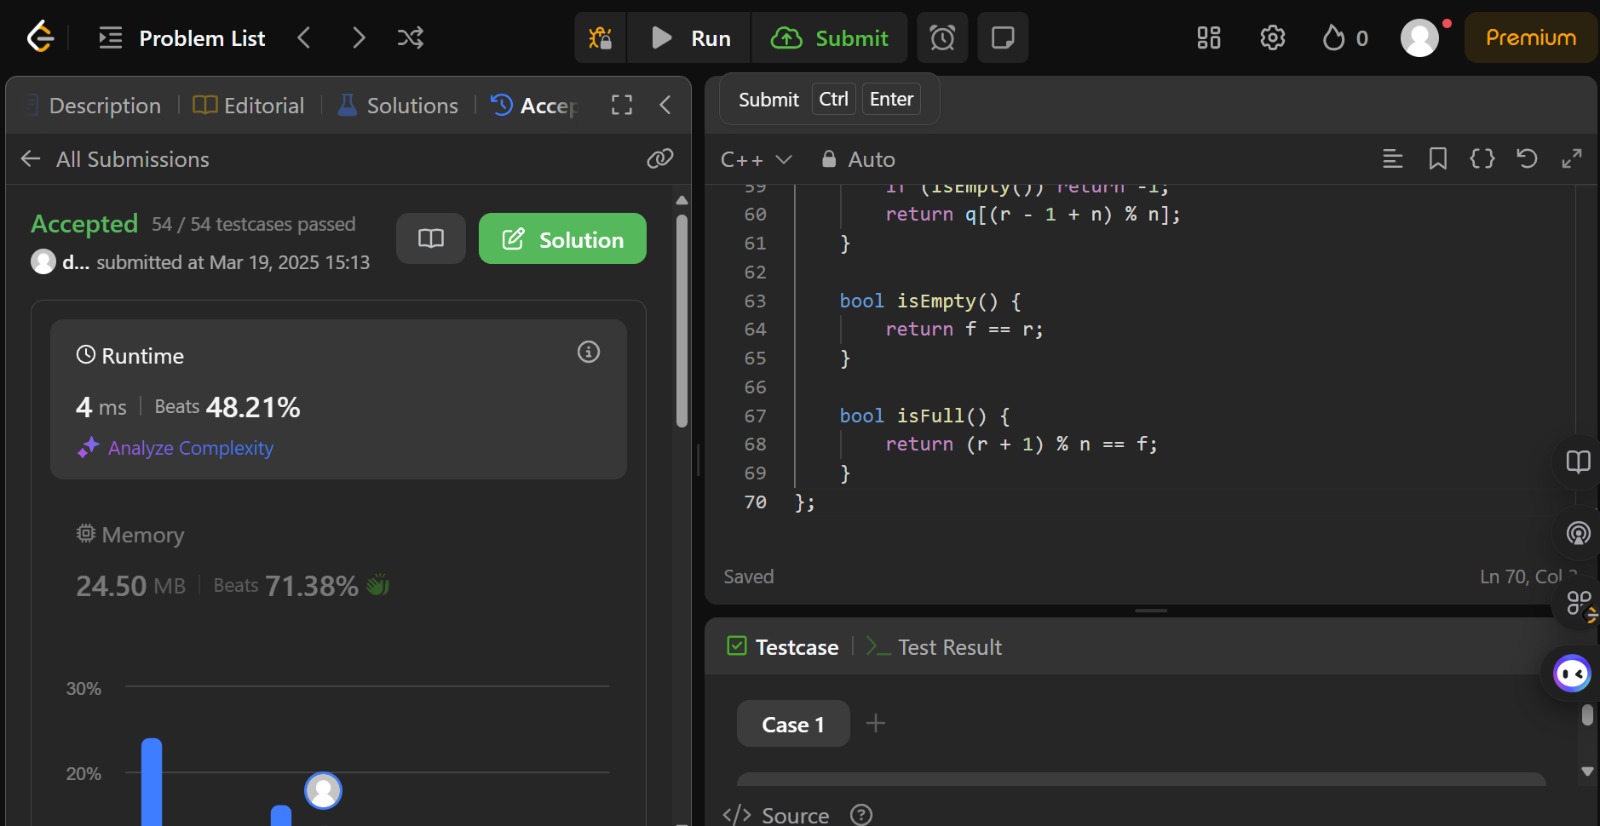 Problem List
Run
Submit
0
Premium
Description
Editorial
Solutions
Accep
All Submissions
Accepted 54 / 54 testcases passed
d... submitted at Mar 19, 2025 15:13
Solution
Runtime
4 ms Beats 48.21%
Analyze Complexity
Memory
24.50 MB Beats 71.38%
30%
20%
Submit Ctrl Enter
C++ Auto
59 if (isEmpty()) return -1;
60 return q[(r - 1 + n) % n];
61 }
62
63 bool isEmpty() {
64 return f == r;
65 }
66
67 bool isFull() {
68 return (r + 1) % n == f;
69 }
70 };
Saved
Ln 70, Col
Testcase
Test Result
Case 1
</> Source